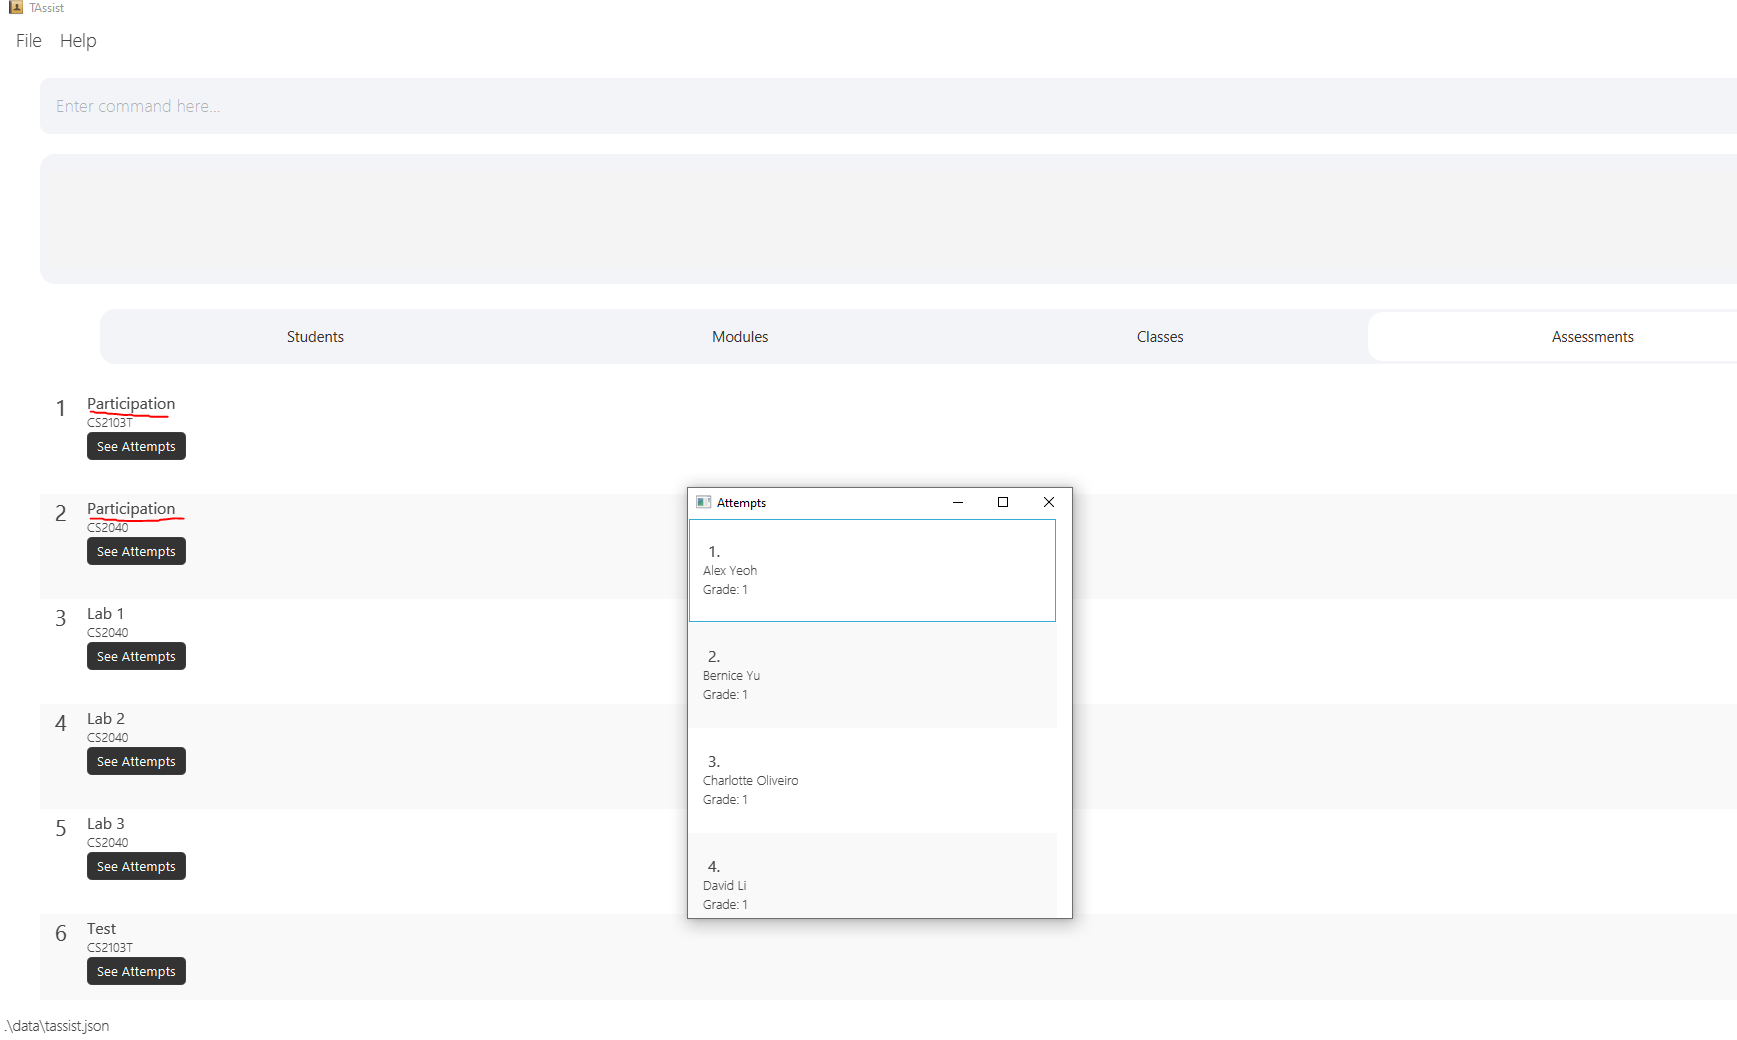 TAssist
File Help
Enter command here...
Students Modules Classes Assessments
1 Participation
CS2103T
See Attempts
2 Participation
CS2040
See Attempts
3 Lab 1
CS2040
See Attempts
4 Lab 2
CS2040
See Attempts
5 Lab 3
CS2040
See Attempts
6 Test
CS2103T
See Attempts
Attempts
1.
Alex Yeoh
Grade: 1
2.
Bernice Yu
Grade: 1
3.
Charlotte Oliveiro
Grade: 1
4.
David Li
Grade: 1
.\data\tassist.json